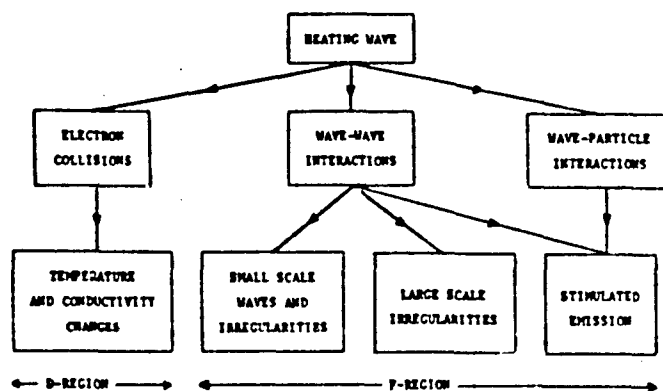 HEATING WAVE
ELECTRON
COLLISIONS
WAVE-WAVE
INTERACTIONS
WAVE-PARTICLE
INTERACTIONS
TEMPERATURE
AND CONDUCTIVITY
CHANGES
SMALL SCALE
WAVES AND
IRREGULARITIES
LARGE SCALE
IRREGULARITIES
STIMULATED
EMISSION
D-REGION
F-REGION